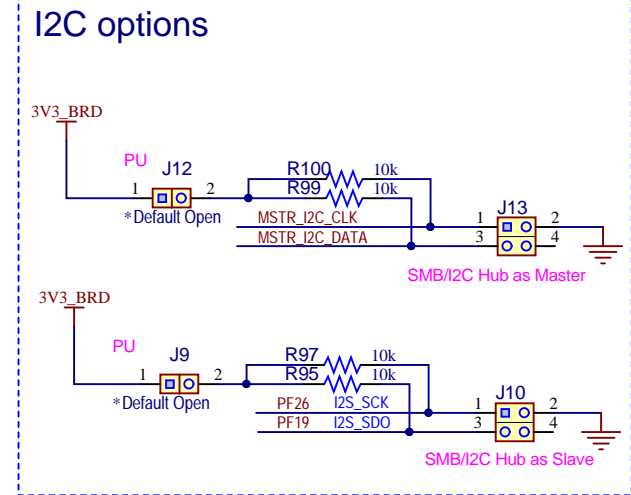 I2C options
3V3_BRD
PU
J12
1 2
*Default Open
R100 10k
R99 10k
MSTR_I2C_CLK
MSTR_I2C_DATA
J13
1 2
3 4
SMB/I2C Hub as Master
3V3_BRD
PU
J9
1 2
*Default Open
R97 10k
R95 10k
PF26 I2S_SCK
PF19 I2S_SDO
J10
1 2
3 4
SMB/I2C Hub as Slave